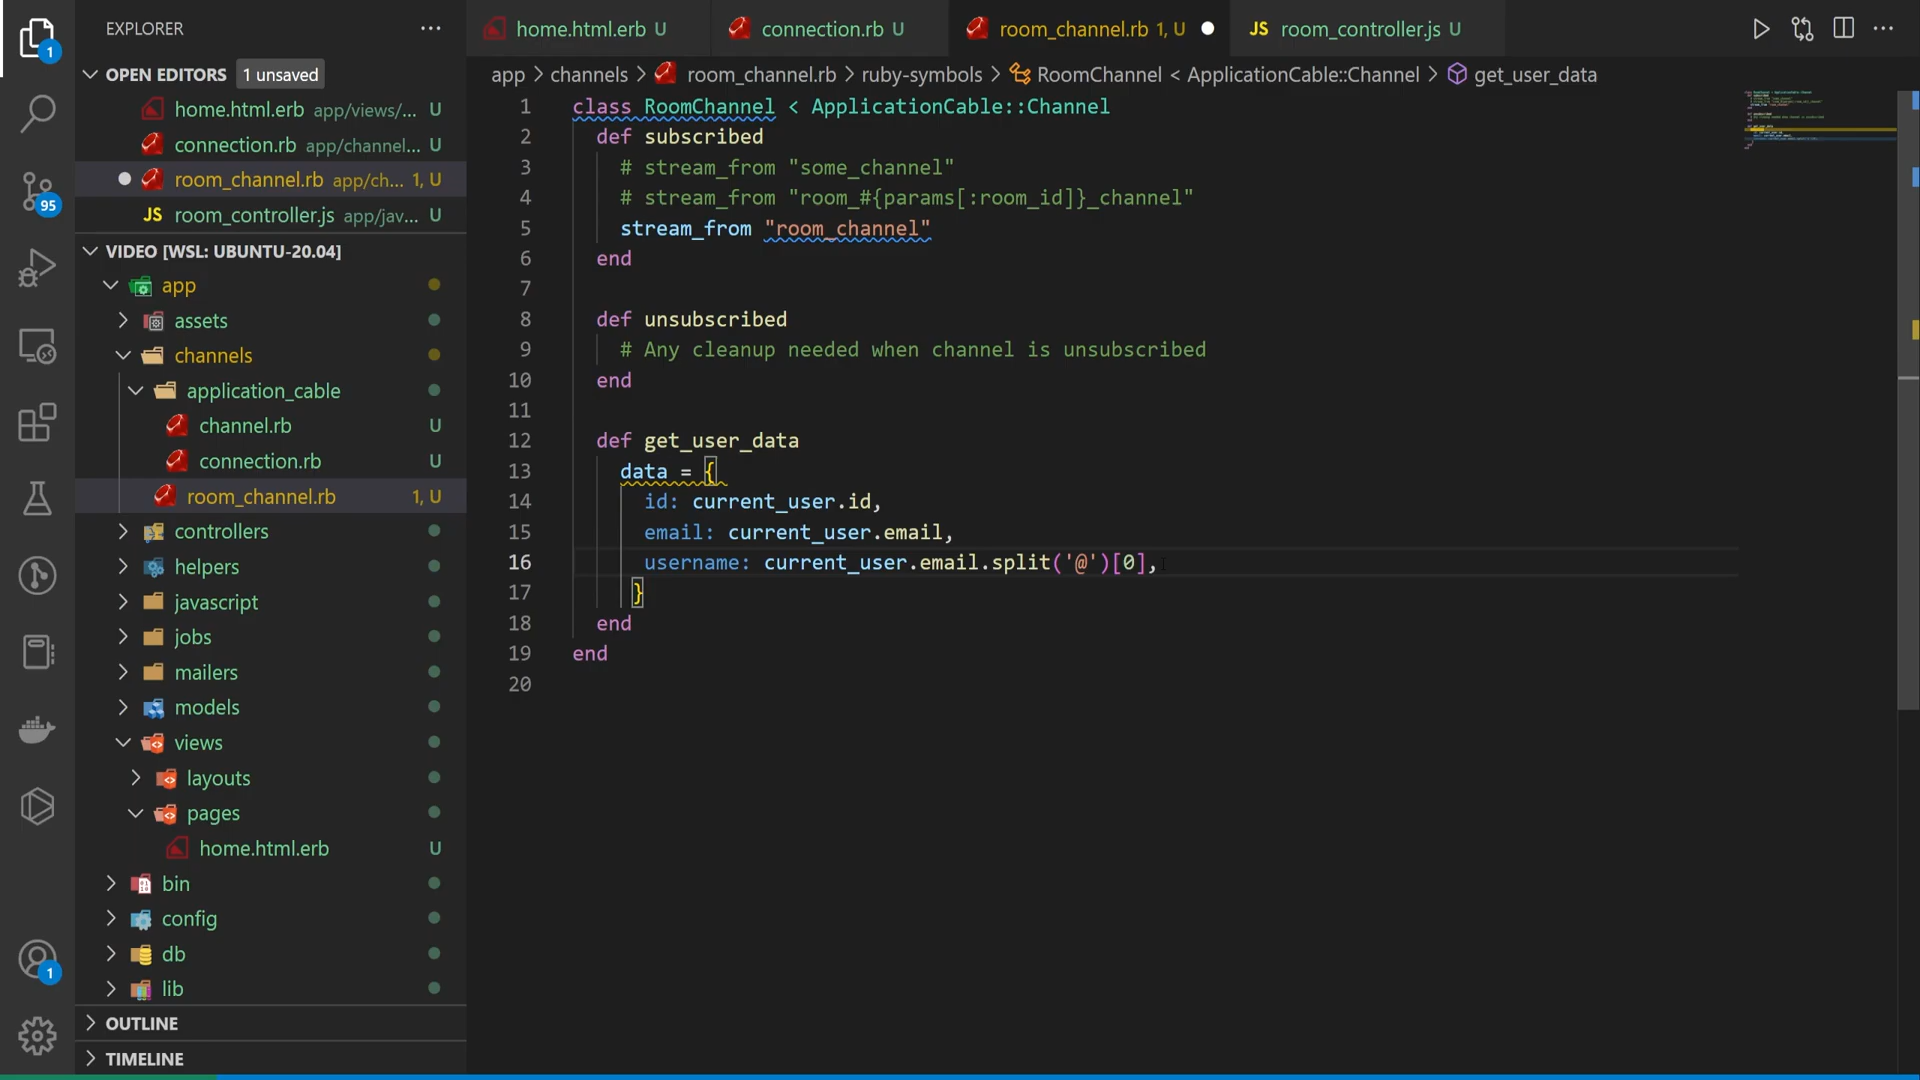 EXPLORER
OPEN EDITORS 1 unsaved
home.html.erb app/views/... U
connection.rb app/channel... U
room_channel.rb app/ch... 1, U
JS room_controller.js app/jav... U
VIDEO [WSL: UBUNTU-20.04]
app
assets
channels
application_cable
channel.rb U
connection.rb U
room_channel.rb 1, U
controllers
helpers
javascript
jobs
mailers
models
views
layouts
pages
home.html.erb U
bin
config
db
lib
OUTLINE
TIMELINE
1
95
1
home.html.erb U
connection.rb U
room_channel.rb 1, U
JS room_controller.js U
app > channels > room_channel.rb > ruby-symbols > RoomChannel < ApplicationCable::Channel > get_user_data
1 class RoomChannel < ApplicationCable::Channel
2 def subscribed
3 # stream_from "some_channel"
4 # stream_from "room_#{params[:room_id]}_channel"
5 stream_from "room_channel"
6 end
7
8 def unsubscribed
9 # Any cleanup needed when channel is unsubscribed
10 end
11
12 def get_user_data
13 data = {
14 id: current_user.id,
15 email: current_user.email,
16 username: current_user.email.split('@')[0],
17 }
18 end
19 end
20